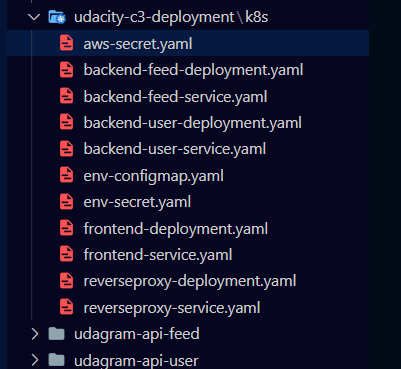 udacity-c3-deployment\k8s
aws-secret.yaml
backend-feed-deployment.yaml
backend-feed-service.yaml
backend-user-deployment.yaml
backend-user-service.yaml
env-configmap.yaml
env-secret.yaml
frontend-deployment.yaml
frontend-service.yaml
reverseproxy-deployment.yaml
reverseproxy-service.yaml
udagram-api-feed
udagram-api-user